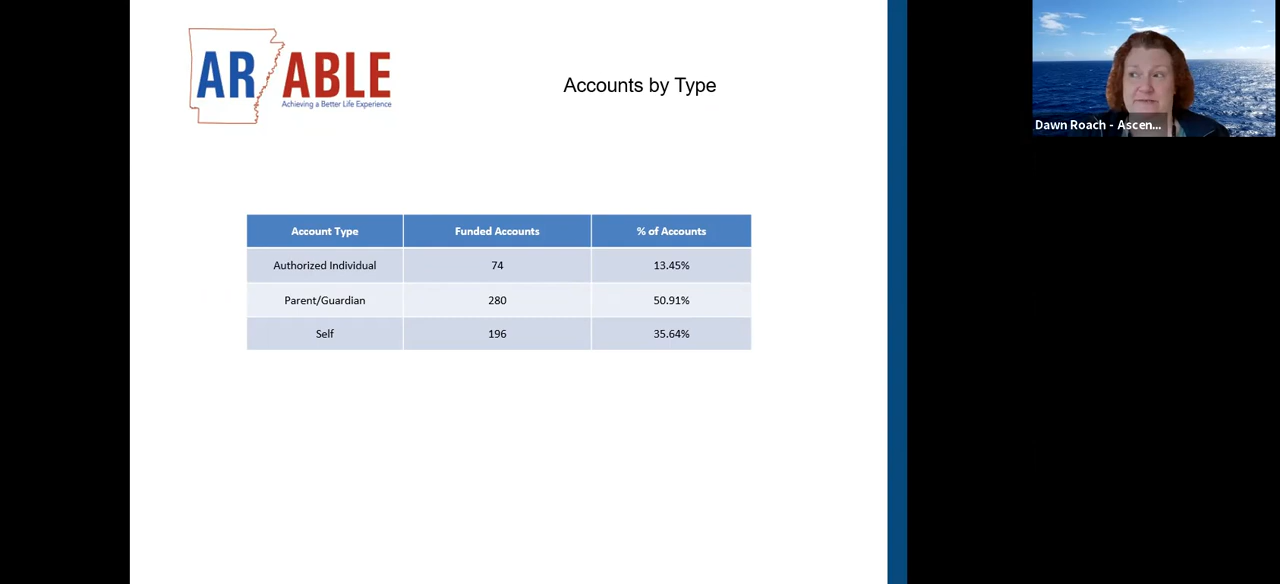 AR ABLE
Achieving a Better Life Experience
Accounts by Type
Dawn Roach - Ascen...
Account Type Funded Accounts % of Accounts
Authorized Individual 74 13.45%
Parent/Guardian 280 50.91%
Self 196 35.64%